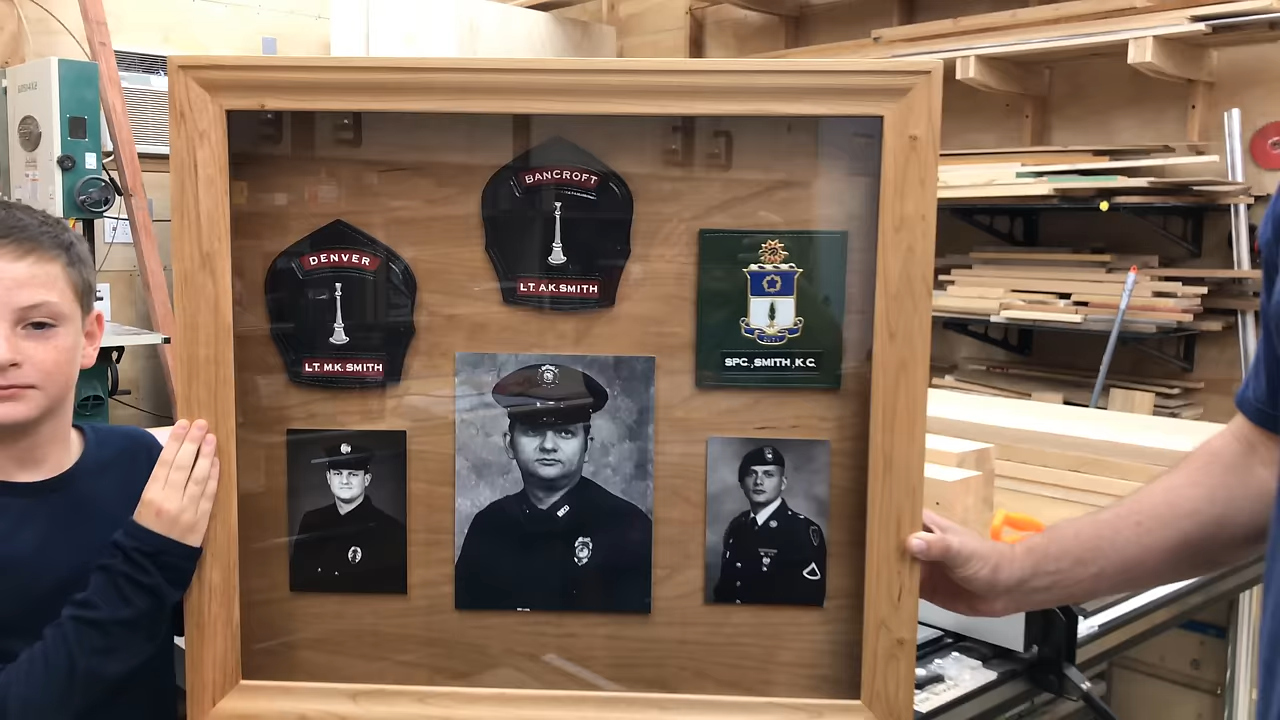 BANCROFT
LT. A.K.SMITH
DENVER
LT. M.K. SMITH
SPC., SMITH, K.C.